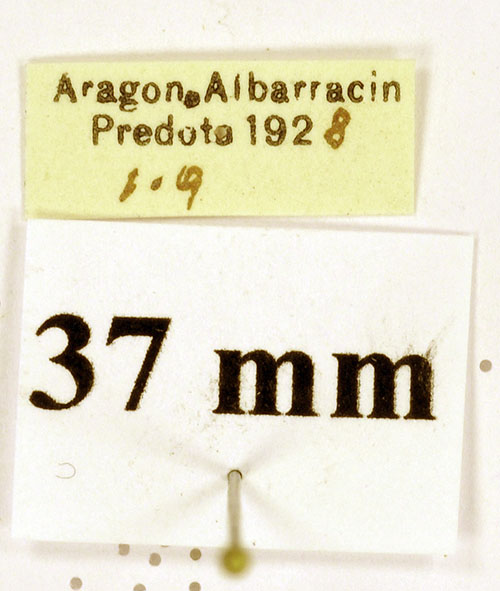 Aragon, Albarracin
Predota 1928
1.9
37 mm